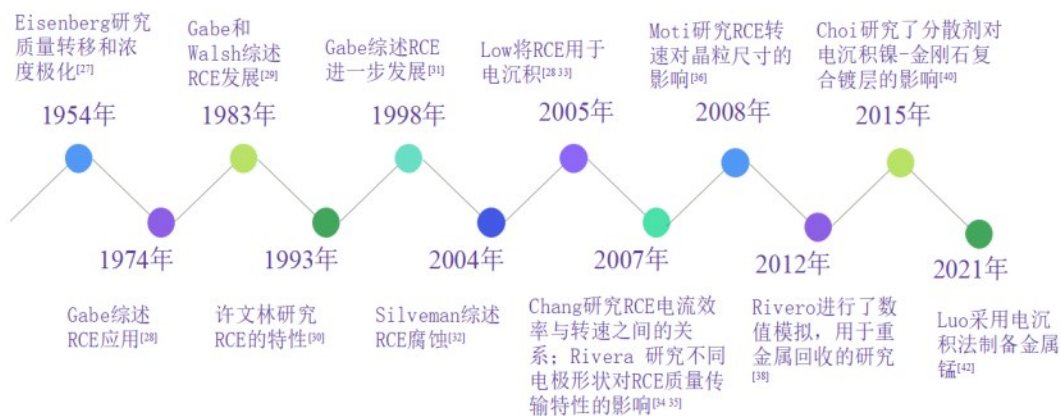 Eisenberg研究
质量转移和浓
度极化[27]
1954年
Gabe和
Walsh综述
RCE发展[29]
1983年
Gabe综述RCE
进一步发展[31]
1998年
Low将RCE用于
电沉积[28 33]
2005年
Moti研究RCE转
速对晶粒尺寸的
影响[36]
2008年
Choi研究了分散剂对
电沉积镍-金刚石复
合镀层的影响[40]
2015年
1974年
Gabe综述
RCE应用[28]
1993年
许文林研究
RCE的特性[30]
2004年
Silveman综述
RCE腐蚀[32]
2007年
Chang研究RCE电流效
率与转速之间的关
系；Rivera 研究不同
电极形状对RCE质量传
输特性的影响[34 35]
2012年
Rivero进行了数
值模拟，用于重
金属回收的研究
[38]
2021年
Luo采用电沉
积法制备金属
锰[42]